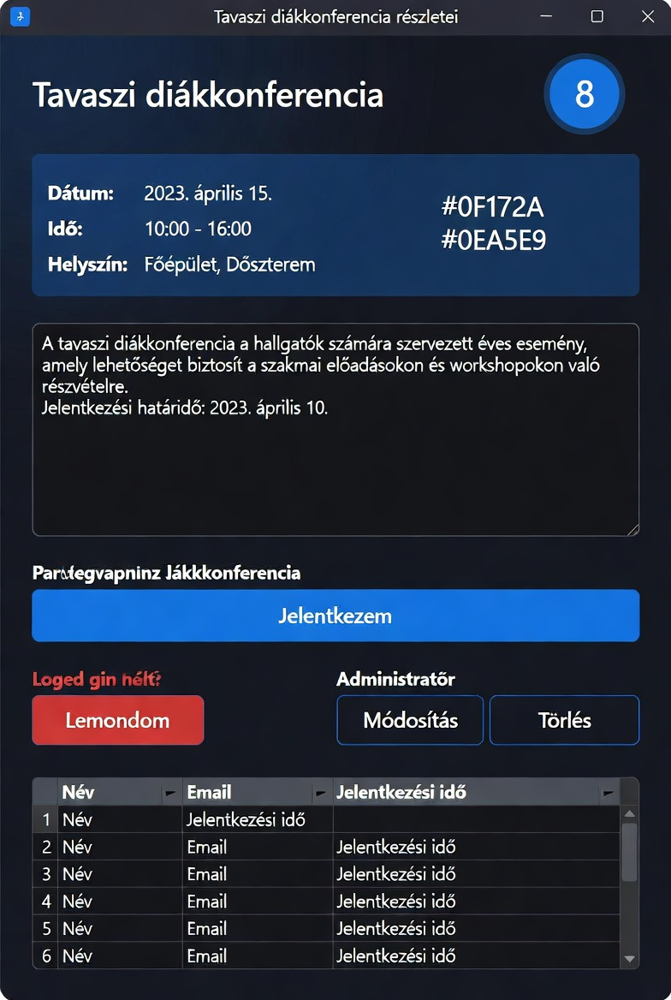 Tavaszi diákkonferencia részletei
Tavaszi diákkonferencia
8
Dátum: 2023. április 15.
Idő: 10:00 - 16:00
Helyszín: Főépület, Dőszterem
#0F172A
#0EA5E9
A tavaszi diákkonferencia a hallgatók számára szervezett éves esemény,
amely lehetőséget biztosít a szakmai előadásokon és workshopokon való
részvételre.
Jelentkezési határidő: 2023. április 10.
Jákkkonferencia
Jelentkezem
Loged gin
Lemondom
Administratőr
Módosítás
Törlés
Név Email Jelentkezési idő
1 Név Jelentkezési idő
2 Név Email Jelentkezési idő
3 Név Email Jelentkezési idő
4 Név Email Jelentkezési idő
5 Név Email Jelentkezési idő
6 Név Email Jelentkezési idő